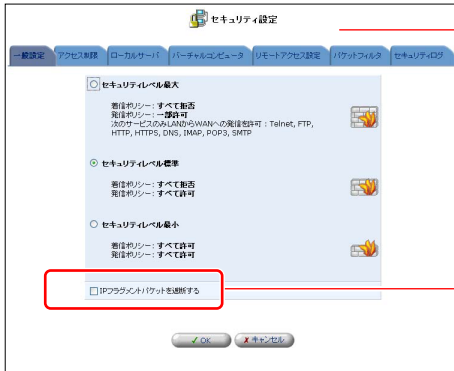 セキュリティ設定
一般設定 アクセス制限 ローカルサーバ バーチャルコンピュータ リモートアクセス設定 パケットフィルタ セキュリティログ
セキュリティレベル最大
着信ポリシー: すべて拒否
発信ポリシー: 一部許可
次のサービスのみLANからWANへの発信を許可 : Telnet, FTP,
HTTP, HTTPS, DNS, IMAP, POP3, SMTP
セキュリティレベル標準
着信ポリシー: すべて拒否
発信ポリシー: すべて許可
セキュリティレベル最小
着信ポリシー: すべて許可
発信ポリシー: すべて許可
IPフラグメントパケットを遮断する
OK キャンセル